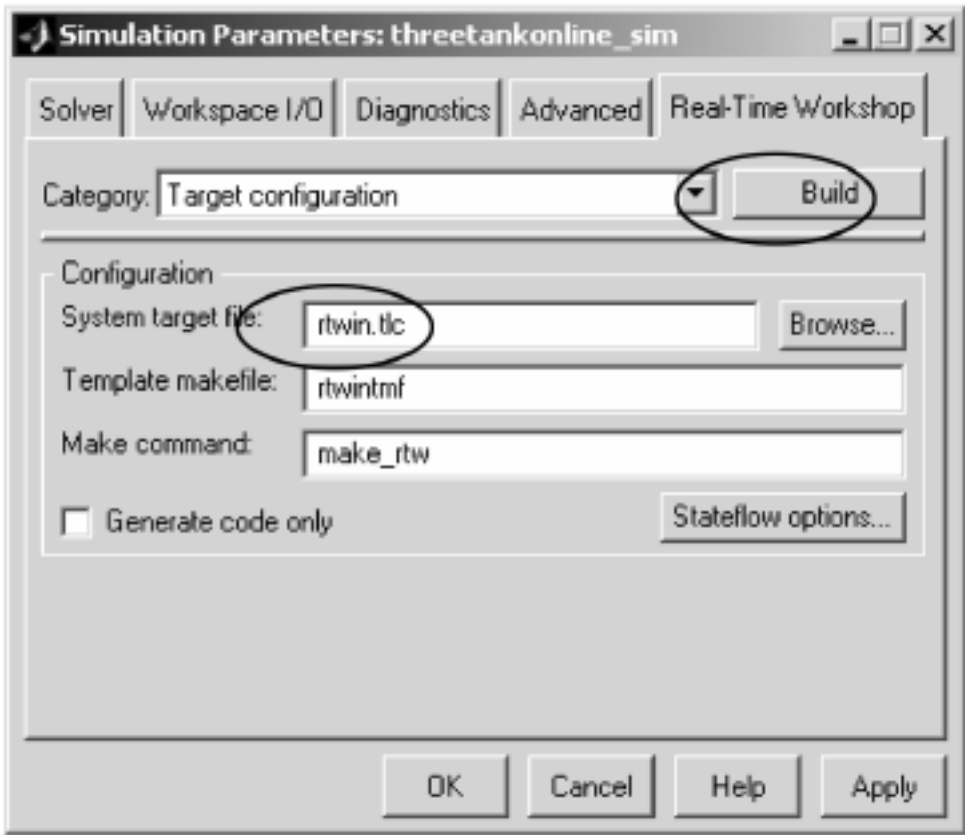 Simulation Parameters: threetankonline_sim
Solver Workspace I/O Diagnostics Advanced Real-Time Workshop
Category: Target configuration Build
Configuration
System target file: rtwin.tlc Browse...
Template makefile: rtwintmf
Make command: make_rtw
Generate code only Stateflow options...
OK Cancel Help Apply